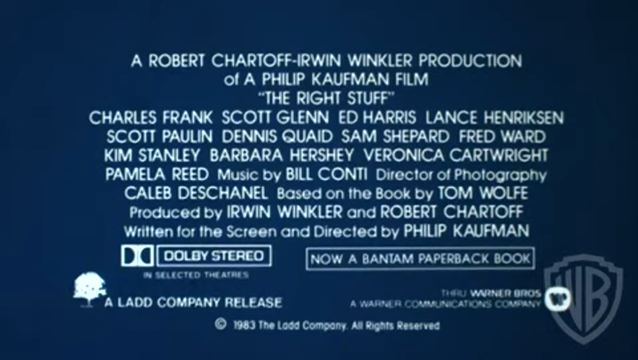 A ROBERT CHARTOFF-IRWIN WINKLER PRODUCTION
of A PHILIP KAUFMAN FILM
"THE RIGHT STUFF"
CHARLES FRANK SCOTT GLENN ED HARRIS LANCE HENRIKSEN
SCOTT PAULIN DENNIS QUAID SAM SHEPARD FRED WARD
KIM STANLEY BARBARA HERSHEY VERONICA CARTWRIGHT
PAMELA REED Music by BILL CONTI Director of Photography
CALEB DESCHANEL Based on the Book by TOM WOLFE
Produced by IRWIN WINKLER and ROBERT CHARTOFF
Written for the Screen and Directed by PHILIP KAUFMAN
DOLBY STEREO
IN SELECTED THEATRES
NOW A BANTAM PAPERBACK BOOK
A LADD COMPANY RELEASE
THRU WARNER BROS
A WARNER COMMUNICATIONS COMPANY
© 1983 The Ladd Company. All Rights Reserved
WB